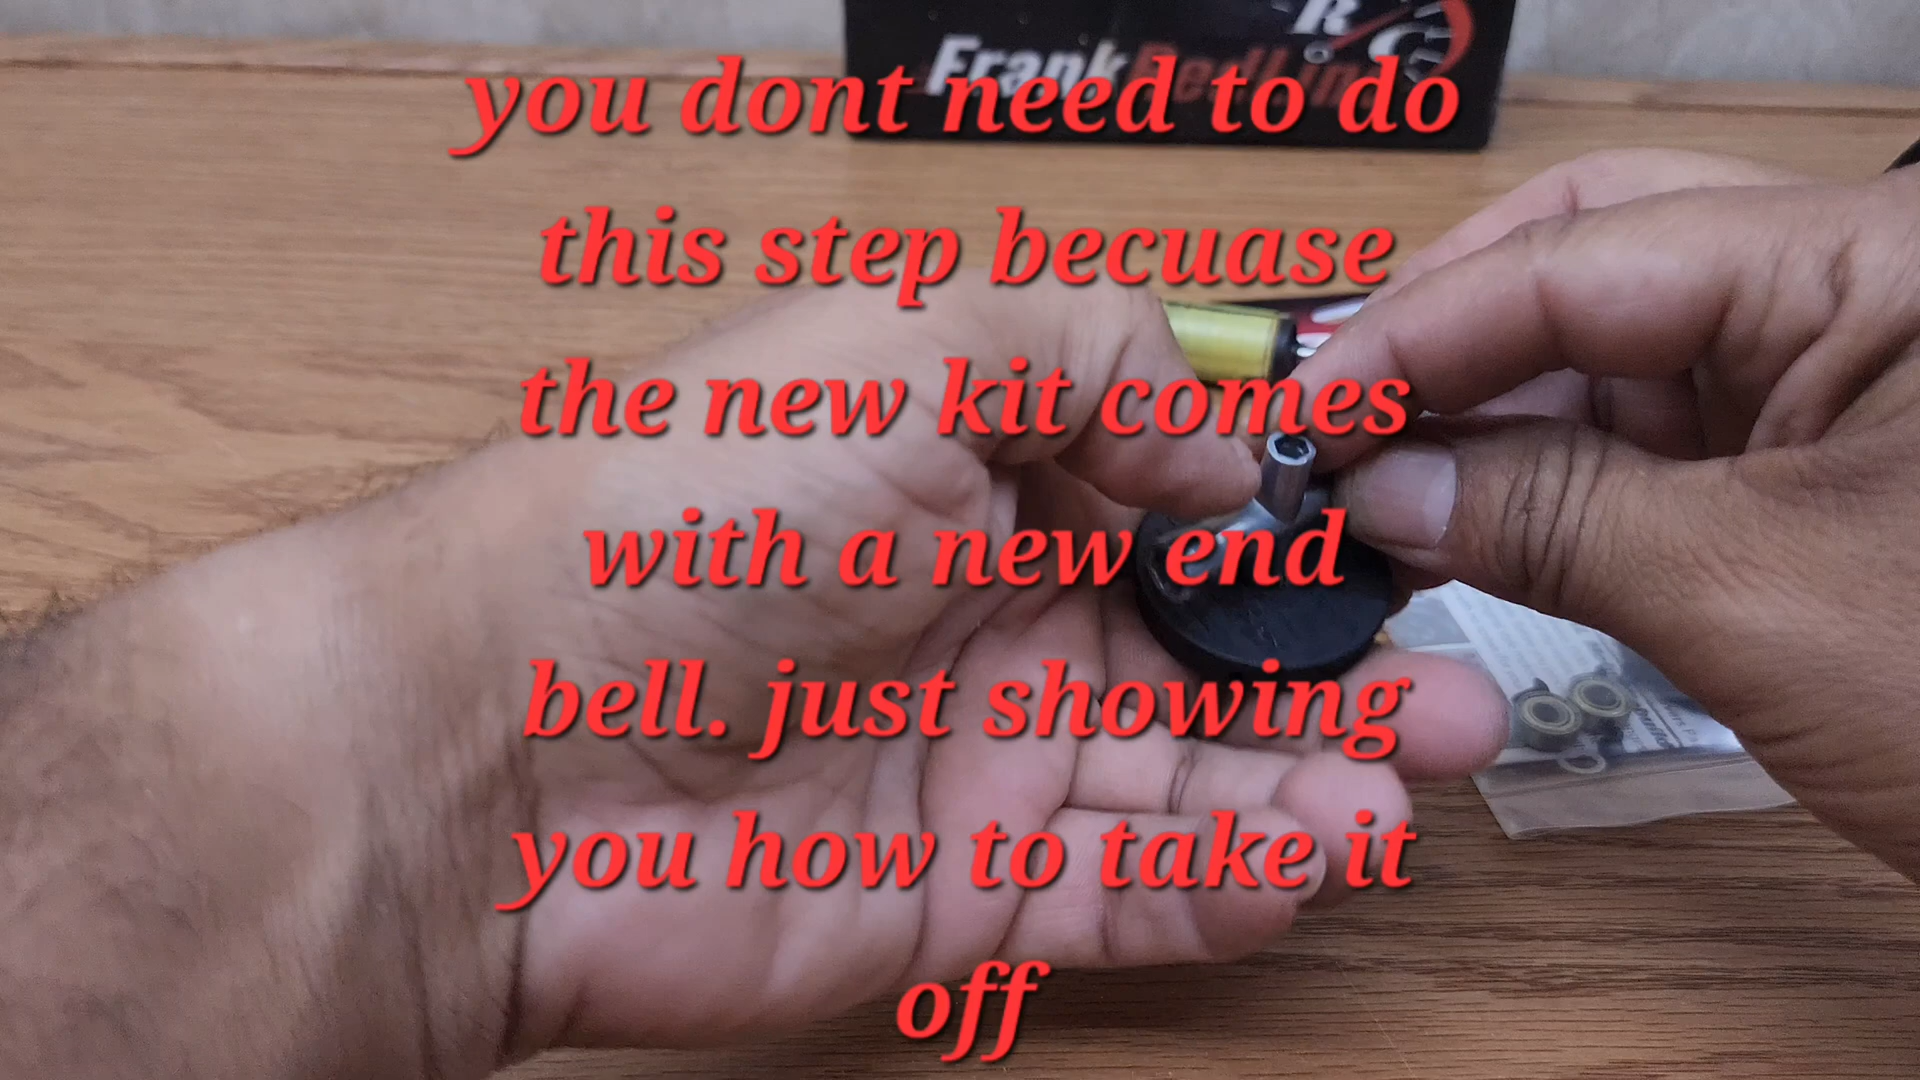 R
C
FrankRedLine
you dont need to do
this step becuase
the new kit comes
with a new end
bell. just showing
you how to take it
off